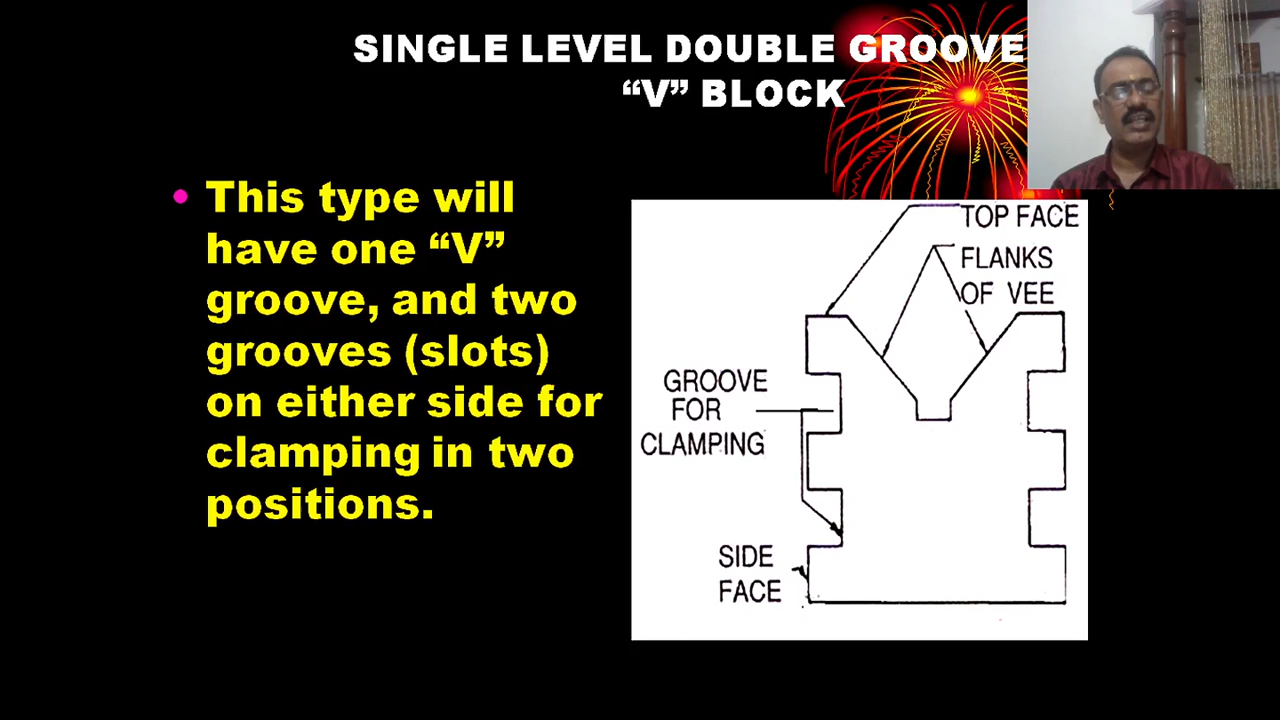 SINGLE LEVEL DOUBLE GROOVE
“V” BLOCK
• This type will
have one “V”
groove, and two
grooves (slots)
on either side for
clamping in two
positions.
TOP FACE
FLANKS
OF VEE
GROOVE
FOR
CLAMPING
SIDE
FACE